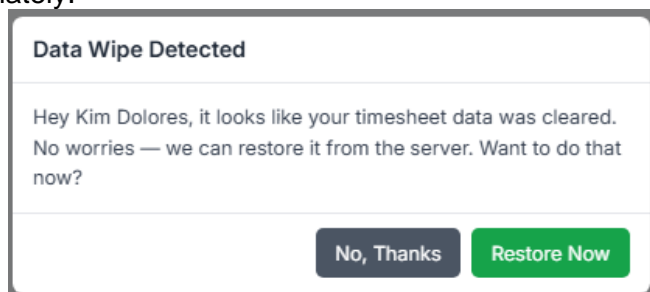 Data Wipe Detected
Hey Kim Dolores, it looks like your timesheet data was cleared.
No worries — we can restore it from the server. Want to do that
now?
No, Thanks Restore Now